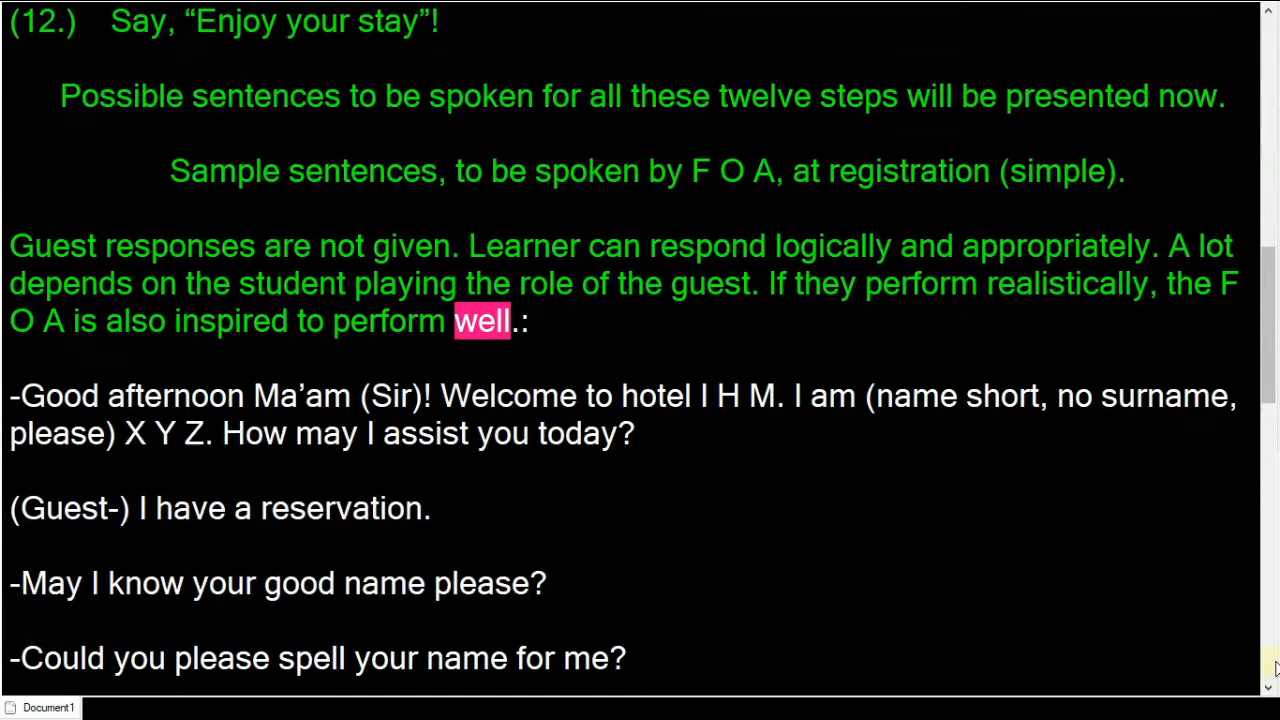 (12.) Say, “Enjoy your stay”!
Possible sentences to be spoken for all these twelve steps will be presented now.
Sample sentences, to be spoken by F O A, at registration (simple).
Guest responses are not given. Learner can respond logically and appropriately. A lot
depends on the student playing the role of the guest. If they perform realistically, the F
O A is also inspired to perform well.:
-Good afternoon Ma’am (Sir)! Welcome to hotel I H M. I am (name short, no surname,
please) X Y Z. How may I assist you today?
(Guest-) I have a reservation.
-May I know your good name please?
-Could you please spell your name for me?
Document1